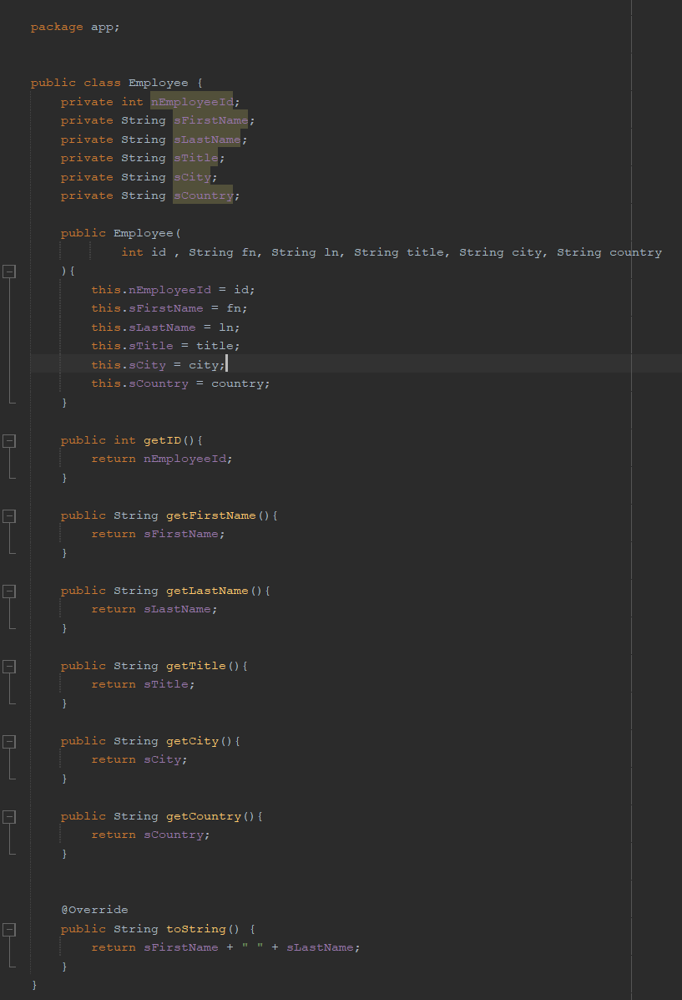 package app;
public class Employee {
    private int nEmployeeId;
    private String sFirstName;
    private String sLastName;
    private String sTitle;
    private String sCity;
    private String sCountry;
    public Employee(
            int id , String fn, String ln, String title, String city, String country
    ){
        this.nEmployeeId = id;
        this.sFirstName = fn;
        this.sLastName = ln;
        this.sTitle = title;
        this.sCity = city;
        this.sCountry = country;
    }
    public int getID(){
        return nEmployeeId;
    }
    public String getFirstName(){
        return sFirstName;
    }
    public String getLastName(){
        return sLastName;
    }
    public String getTitle(){
        return sTitle;
    }
    public String getCity(){
        return sCity;
    }
    public String getCountry(){
        return sCountry;
    }
    @Override
    public String toString() {
        return sFirstName + " " + sLastName;
    }
}